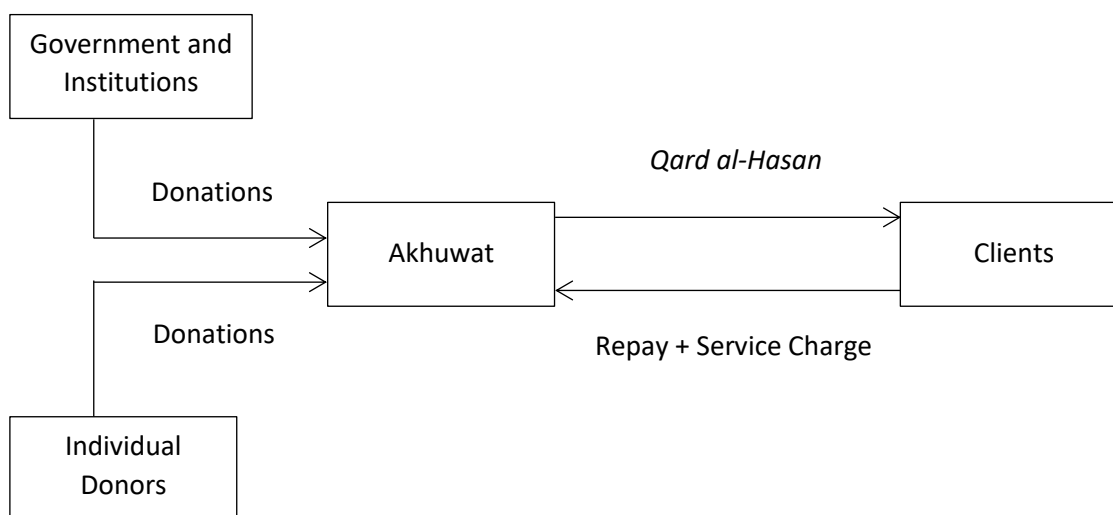 Government and
Institutions
Qard al-Hasan
Donations
Akhuwat
Clients
Donations
Repay + Service Charge
Individual
Donors